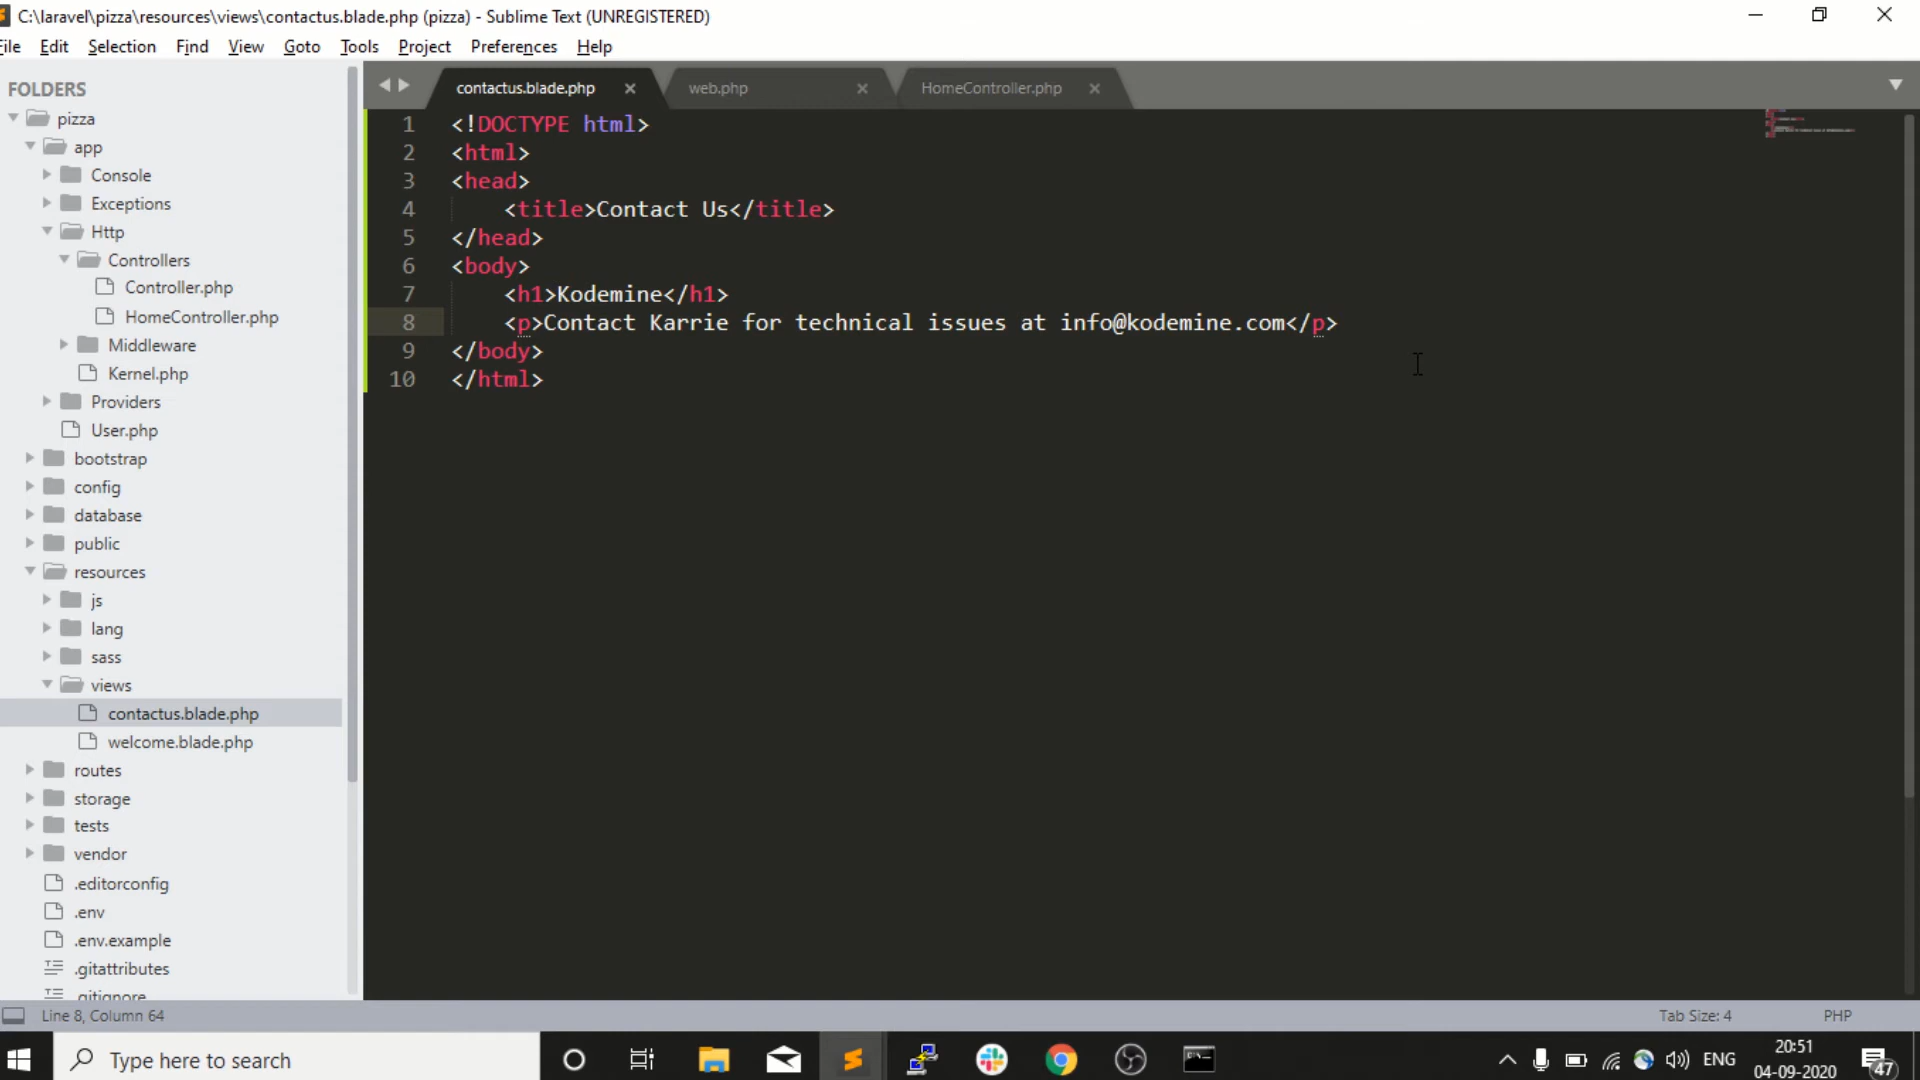 C:\laravel\pizza\resources\views\contactus.blade.php (pizza) - Sublime Text (UNREGISTERED)
File Edit Selection Find View Goto Tools Project Preferences Help
FOLDERS
pizza
app
Console
Exceptions
Http
Controllers
Controller.php
HomeController.php
Middleware
Kernel.php
Providers
User.php
bootstrap
config
database
public
resources
js
lang
sass
views
contactus.blade.php
welcome.blade.php
routes
storage
tests
vendor
.editorconfig
.env
.env.example
.gitattributes
.gitignore
contactus.blade.php web.php HomeController.php
1 <!DOCTYPE html>
2 <html>
3 <head>
4 <title>Contact Us</title>
5 </head>
6 <body>
7 <h1>Kodemine</h1>
8 <p>Contact Karrie for technical issues at info@kodemine.com</p>
9 </body>
10 </html>
Line 8, Column 64 Tab Size: 4 PHP
Type here to search ENG 20:51
04-09-2020 47